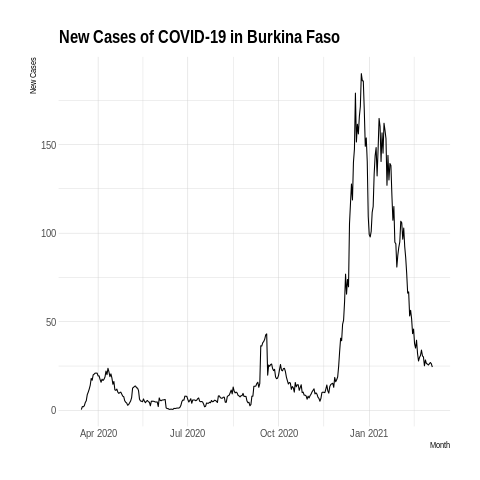 New Cases of COVID-19 in Burkina Faso
New Cases
150
100
50
0
Apr 2020 Jul 2020 Oct 2020 Jan 2021
Month